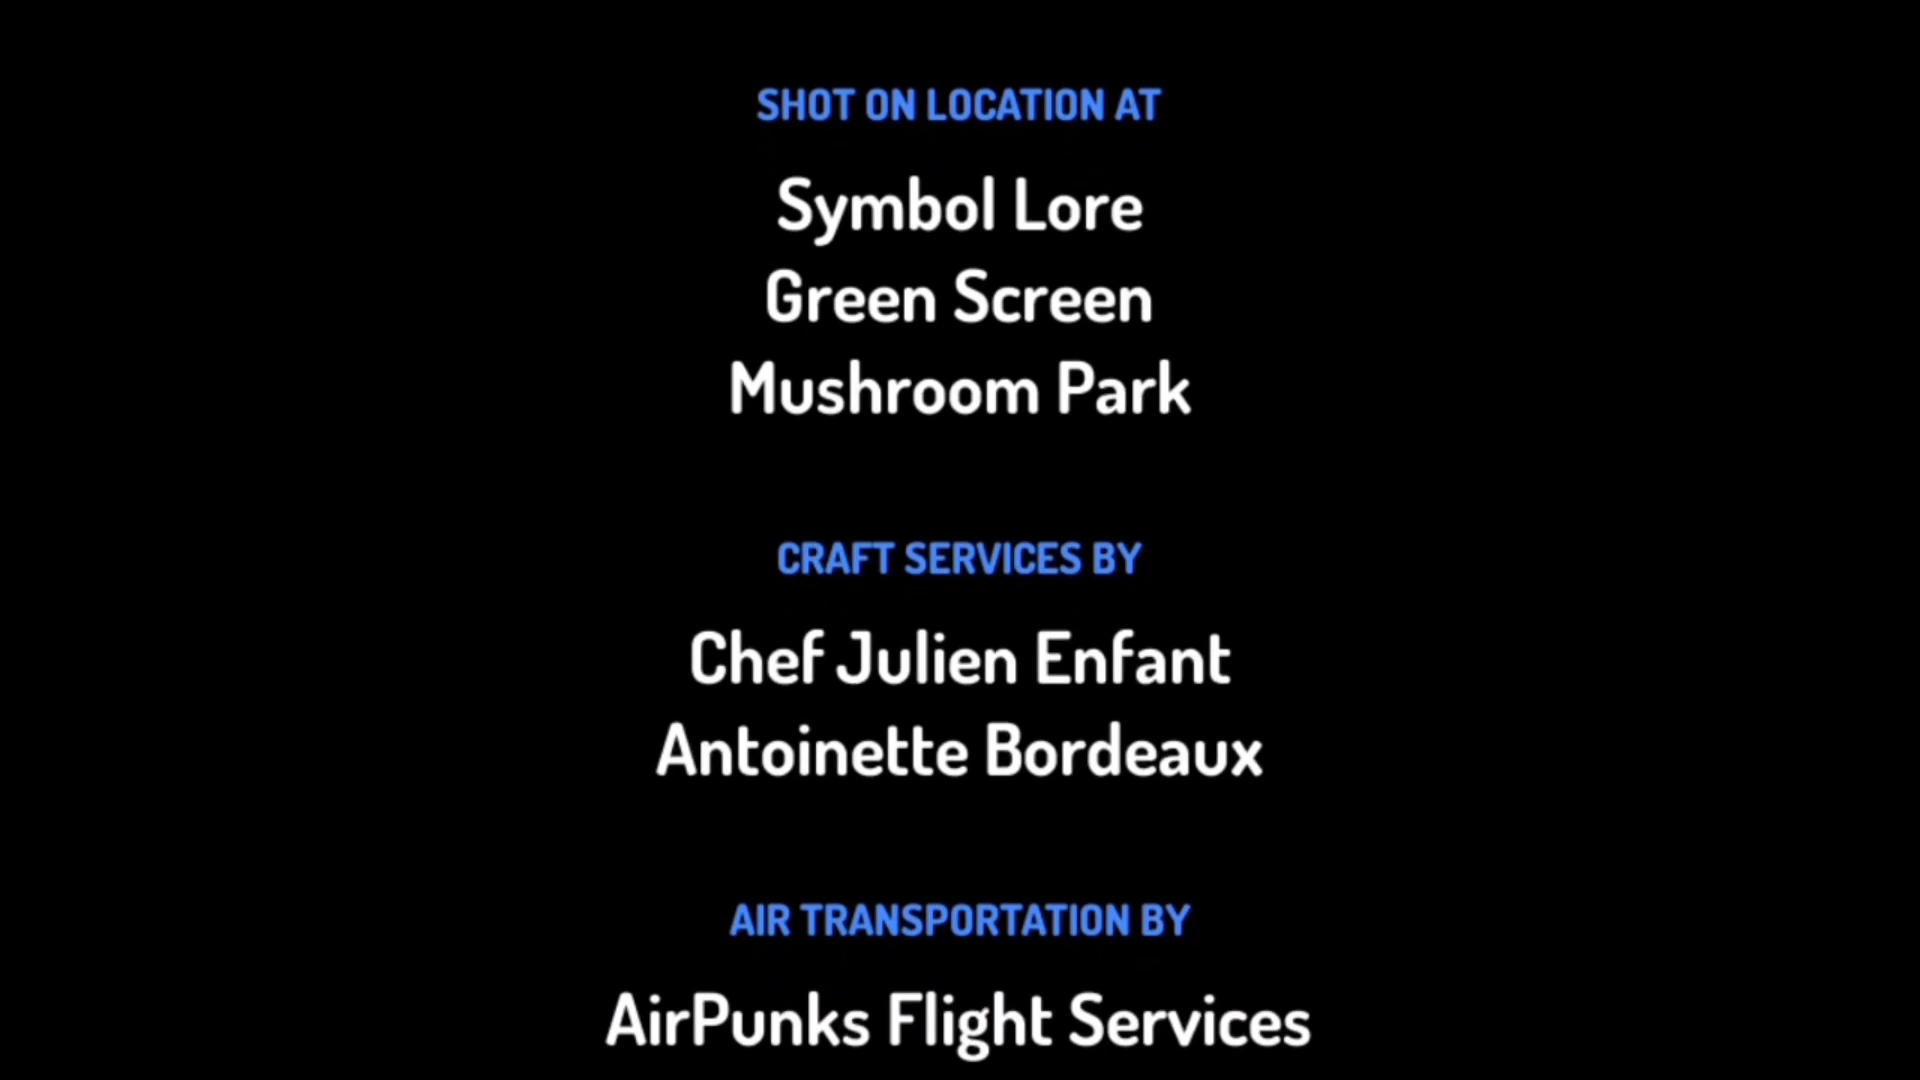 SHOT ON LOCATION AT
Symbol Lore
Green Screen
Mushroom Park
CRAFT SERVICES BY
Chef Julien Enfant
Antoinette Bordeaux
AIR TRANSPORTATION BY
AirPunks Flight Services